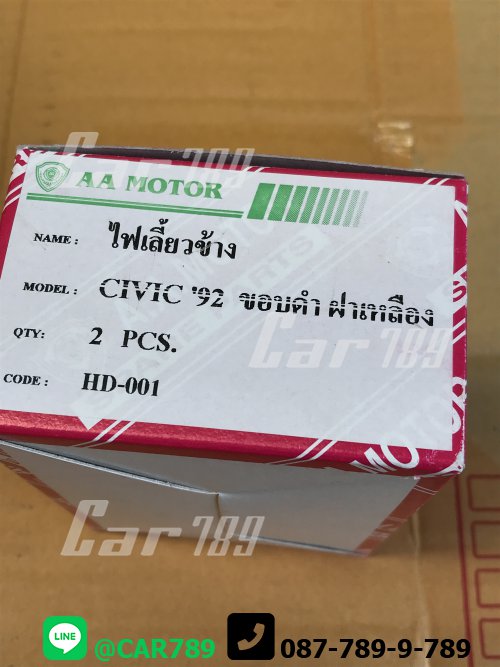 Car 789
AA MOTOR
NAME : ไฟเลี้ยวข้าง
MODEL : CIVIC '92 ขอบดำ ฝาเหลือง
Car 789
QTY: 2 PCS.
CODE : HD-001
Car 789
LINE @CAR789 087-789-9-789